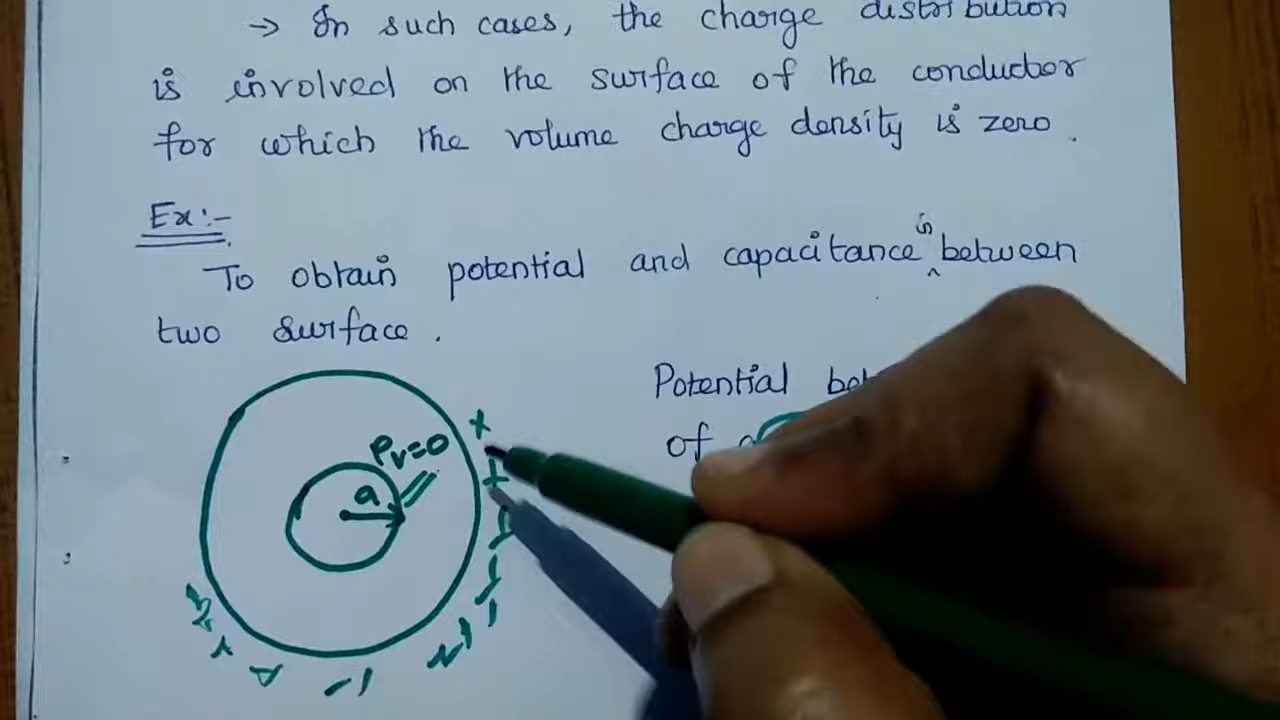 → In such cases, the charge distribution
is involved on the surface of the conductor
for which the volume charge density is zero.
Ex:-
To obtain potential and capacitance in between
two surface.
Potential
of
ρv=0
a